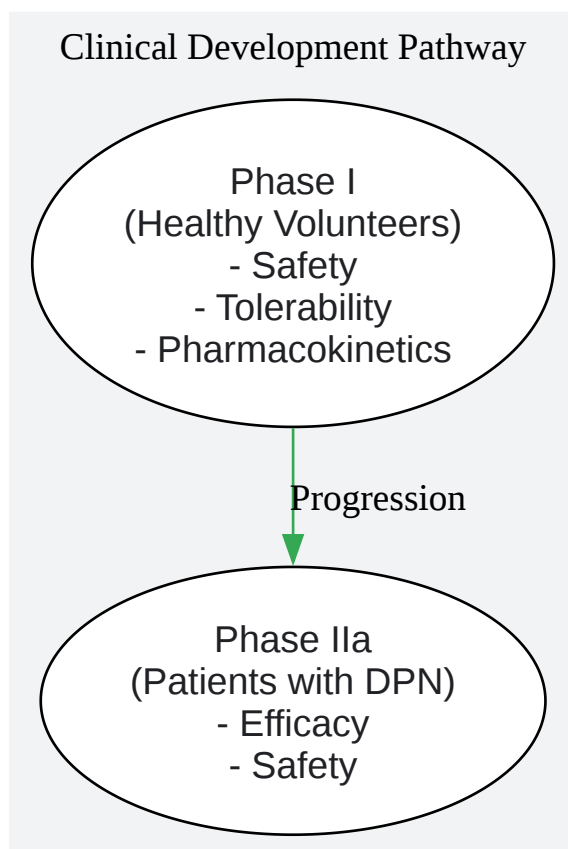 Clinical Development Pathway
Phase I
(Healthy Volunteers)
- Safety
- Tolerability
- Pharmacokinetics
Progression
Phase IIa
(Patients with DPN)
- Efficacy
- Safety